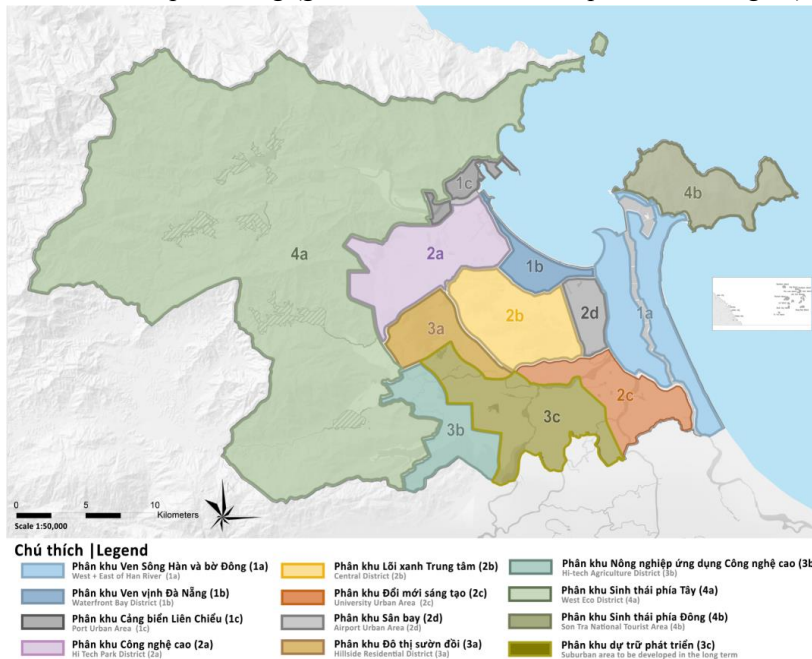 1c
4b
4a
2a
1b
2b
2d
1a
3a
2c
3b
3c
0 5 10
Kilometers
Scale 1:50,000
Chú thích |Legend
Phân khu Ven Sông Hàn và bờ Đông (1a)
West + East of Han River (1a)
Phân khu Ven vịnh Đà Nẵng (1b)
Waterfront Bay District (1b)
Phân khu Cảng biển Liên Chiểu (1c)
Port Urban Area (1c)
Phân khu Công nghệ cao (2a)
Hi Tech Park District (2a)
Phân khu Lõi xanh Trung tâm (2b)
Central District (2b)
Phân khu Đổi mới sáng tạo (2c)
University Urban Area (2c)
Phân khu Sân bay (2d)
Airport Urban Area (2d)
Phân khu Đô thị sườn đồi (3a)
Hillside Residential District (3a)
Phân khu Nông nghiệp ứng dụng Công nghệ cao (3b
Hi-tech Agriculture District (3b)
Phân khu Sinh thái phía Tây (4a)
West Eco District (4a)
Phân khu Sinh thái phía Đông (4b)
Son Tra National Tourist Area (4b)
Phân khu dự trữ phát triển (3c)
Suburban area to be developed in the long term